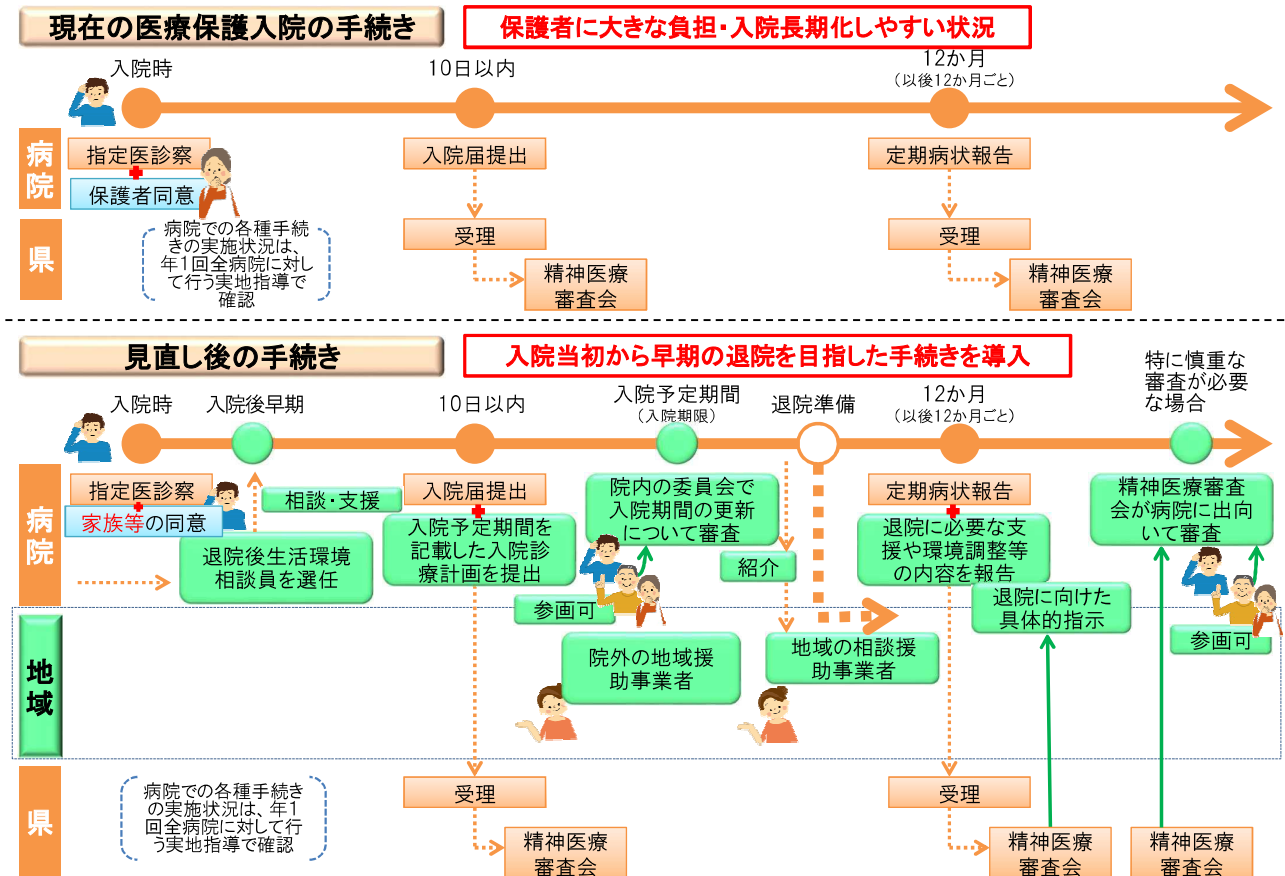 現在の医療保護入院の手続き
保護者に大きな負担・入院長期化しやすい状況
入院時
10日以内
12か月
(以後12か月ごと)
病院
指定医診察
保護者同意
入院届提出
定期病状報告
県
病院での各種手続
きの実施状況は、
年1回全病院に対し
て行う実地指導で
確認
受理
精神医療
審査会
受理
精神医療
審査会
見直し後の手続き
入院当初から早期の退院を目指した手続きを導入
特に慎重な
審査が必要
な場合
入院時
入院後早期
10日以内
入院予定期間
(入院期限)
退院準備
12か月
(以後12か月ごと)
病院
指定医診察
家族等の同意
相談・支援
退院後生活環境
相談員を選任
入院届提出
入院予定期間を
記載した入院診
療計画を提出
院内の委員会で
入院期間の更新
について審査
参画可
紹介
定期病状報告
退院に必要な支
援や環境調整等
の内容を報告
退院に向けた
具体的指示
精神医療審査
会が病院に出向
いて審査
参画可
地域
院外の地域援
助事業者
地域の相談援
助事業者
県
病院での各種手続き
の実施状況は、年1
回全病院に対して行
う実地指導で確認
受理
精神医療
審査会
受理
精神医療
審査会
精神医療
審査会